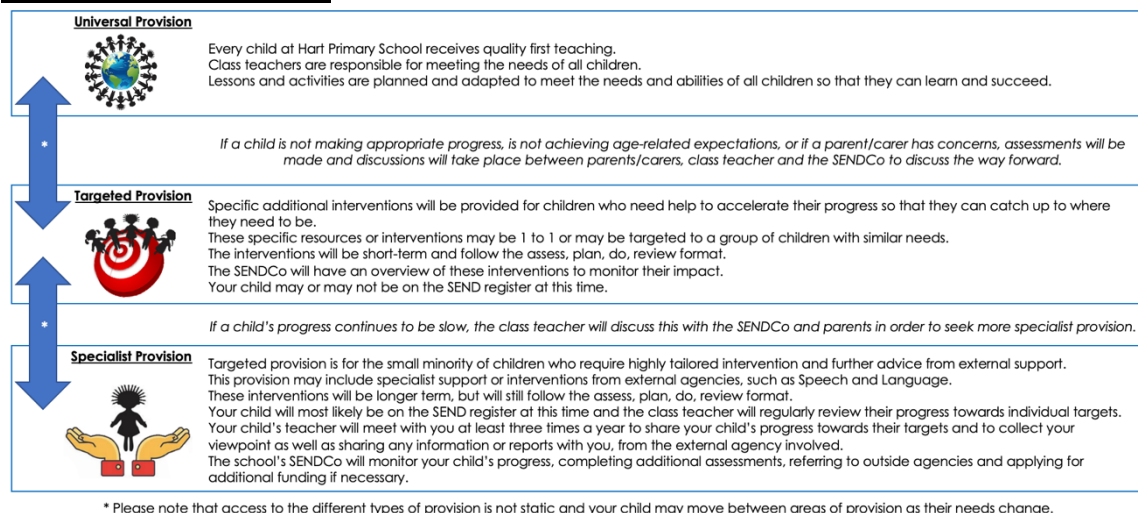 Universal Provision
Every child at Hart Primary School receives quality first teaching.
Class teachers are responsible for meeting the needs of all children.
Lessons and activities are planned and adapted to meet the needs and abilities of all children so that they can learn and succeed.
*
If a child is not making appropriate progress, is not achieving age-related expectations, or if a parent/carer has concerns, assessments will be
made and discussions will take place between parents/carers, class teacher and the SENDCo to discuss the way forward.
Targeted Provision
Specific additional interventions will be provided for children who need help to accelerate their progress so that they can catch up to where
they need to be.
These specific resources or interventions may be 1 to 1 or may be targeted to a group of children with similar needs.
The interventions will be short-term and follow the assess, plan, do, review format.
The SENDCo will have an overview of these interventions to monitor their impact.
Your child may or may not be on the SEND register at this time.
*
If a child's progress continues to be slow, the class teacher will discuss this with the SENDCo and parents in order to seek more specialist provision.
Specialist Provision
Targeted provision is for the small minority of children who require highly tailored intervention and further advice from external support.
This provision may include specialist support or interventions from external agencies, such as Speech and Language.
These interventions will be longer term, but will still follow the assess, plan, do, review format.
Your child will most likely be on the SEND register at this time and the class teacher will regularly review their progress towards individual targets.
Your child's teacher will meet with you at least three times a year to share your child's progress towards their targets and to collect your
viewpoint as well as sharing any information or reports with you, from the external agency involved.
The school's SENDCo will monitor your child's progress, completing additional assessments, referring to outside agencies and applying for
additional funding if necessary.
* Please note that access to the different types of provision is not static and your child may move between areas of provision as their needs change.